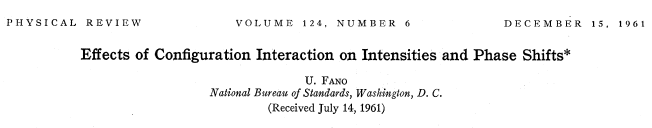 PHYSICAL REVIEW VOLUME 124, NUMBER 6 DECEMBER 15, 1961
Effects of Configuration Interaction on Intensities and Phase Shifts*
U. FANO
National Bureau of Standards, Washington, D. C.
(Received July 14, 1961)